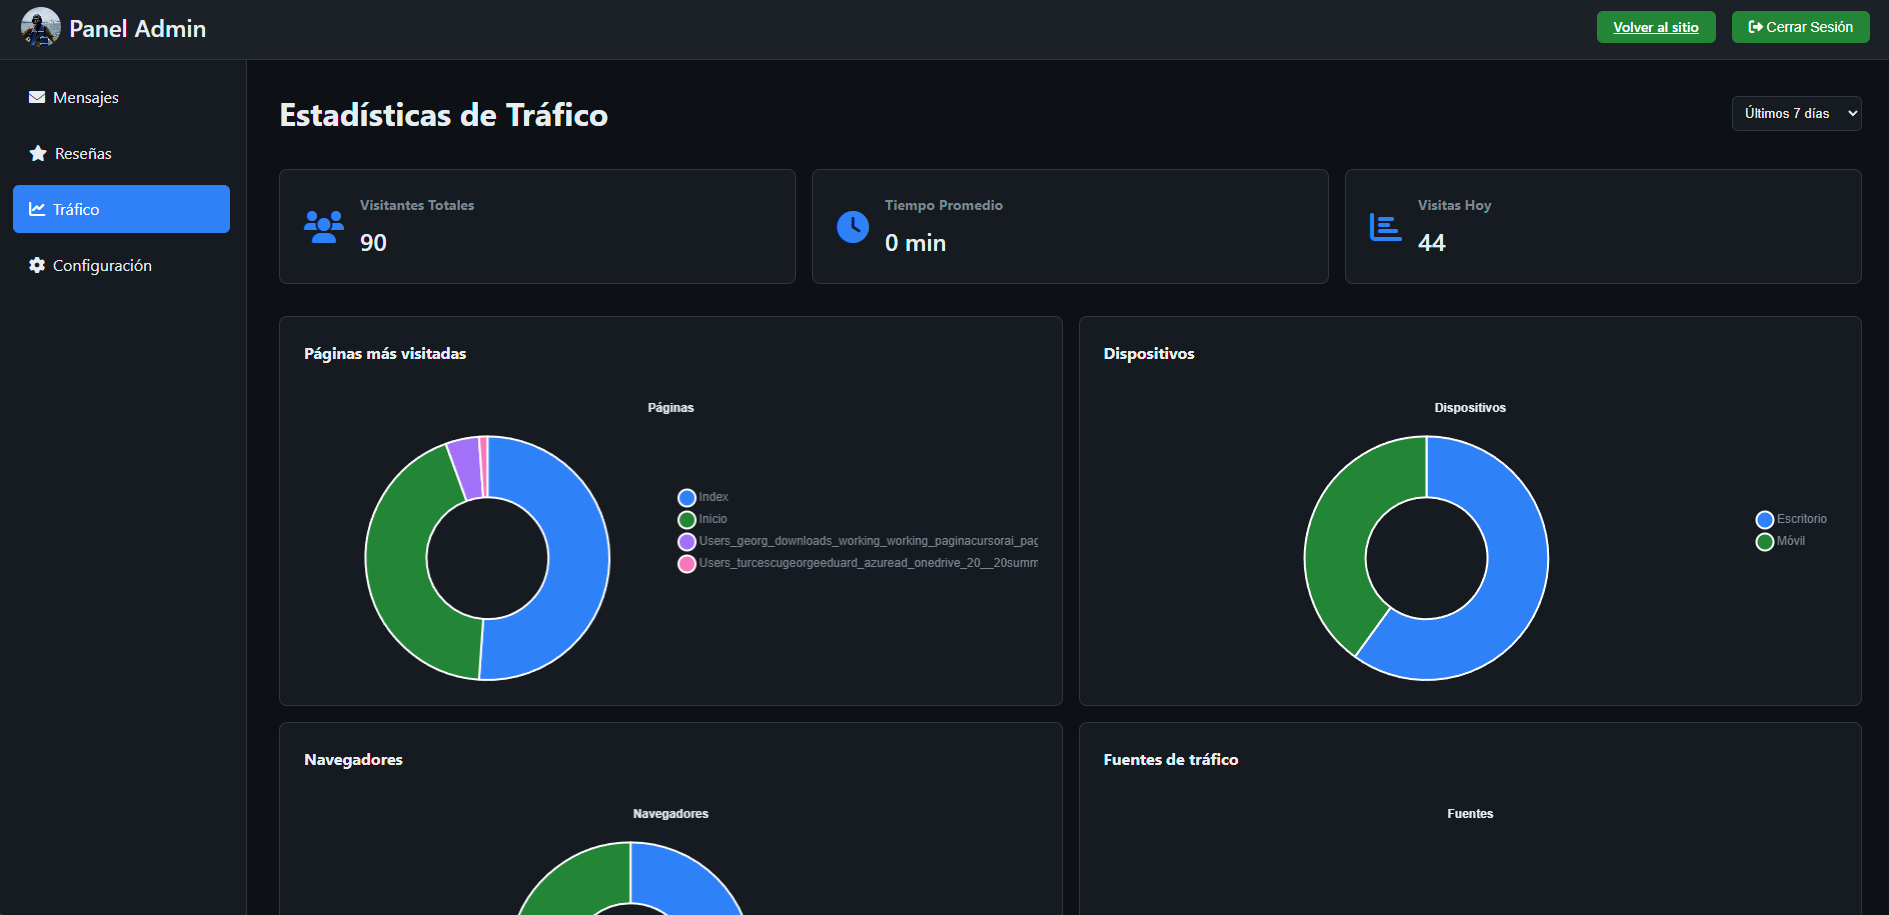 Panel Admin
Volver al sitio
Cerrar Sesión
Mensajes
Reseñas
Tráfico
Configuración
Estadísticas de Tráfico
Últimos 7 días
Visitantes Totales
90
Tiempo Promedio
0 min
Visitas Hoy
44
Páginas más visitadas
Páginas
Index
Inicio
Users_georg_downloads_working_working_paginacursorai_pag
Users_turcescugeorgeeduard_azuread_onedrive_20__20summ
Dispositivos
Dispositivos
Escritorio
Móvil
Navegadores
Navegadores
Fuentes de tráfico
Fuentes